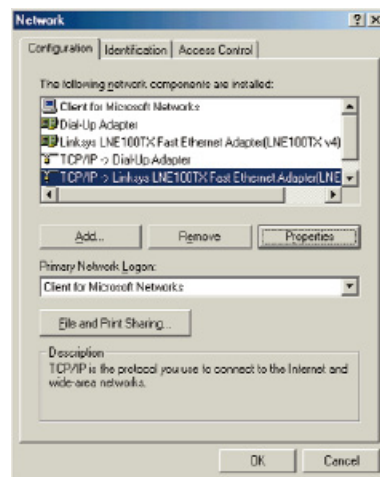 Network
Configuration Identification Access Control
The following network components are installed:
Client for Microsoft Networks
Dial-Up Adapter
Linksys LNE100TX Fast Ethernet Adapter(LNE100TX v4)
TCP/IP -> Dial-Up Adapter
TCP/IP -> Linksys LNE100TX Fast Ethernet Adapter(LNE
Add... Remove Properties
Primary Network Logon:
Client for Microsoft Networks
File and Print Sharing...
Description
TCP/IP is the protocol you use to connect to the Internet and
wide-area networks.
OK Cancel